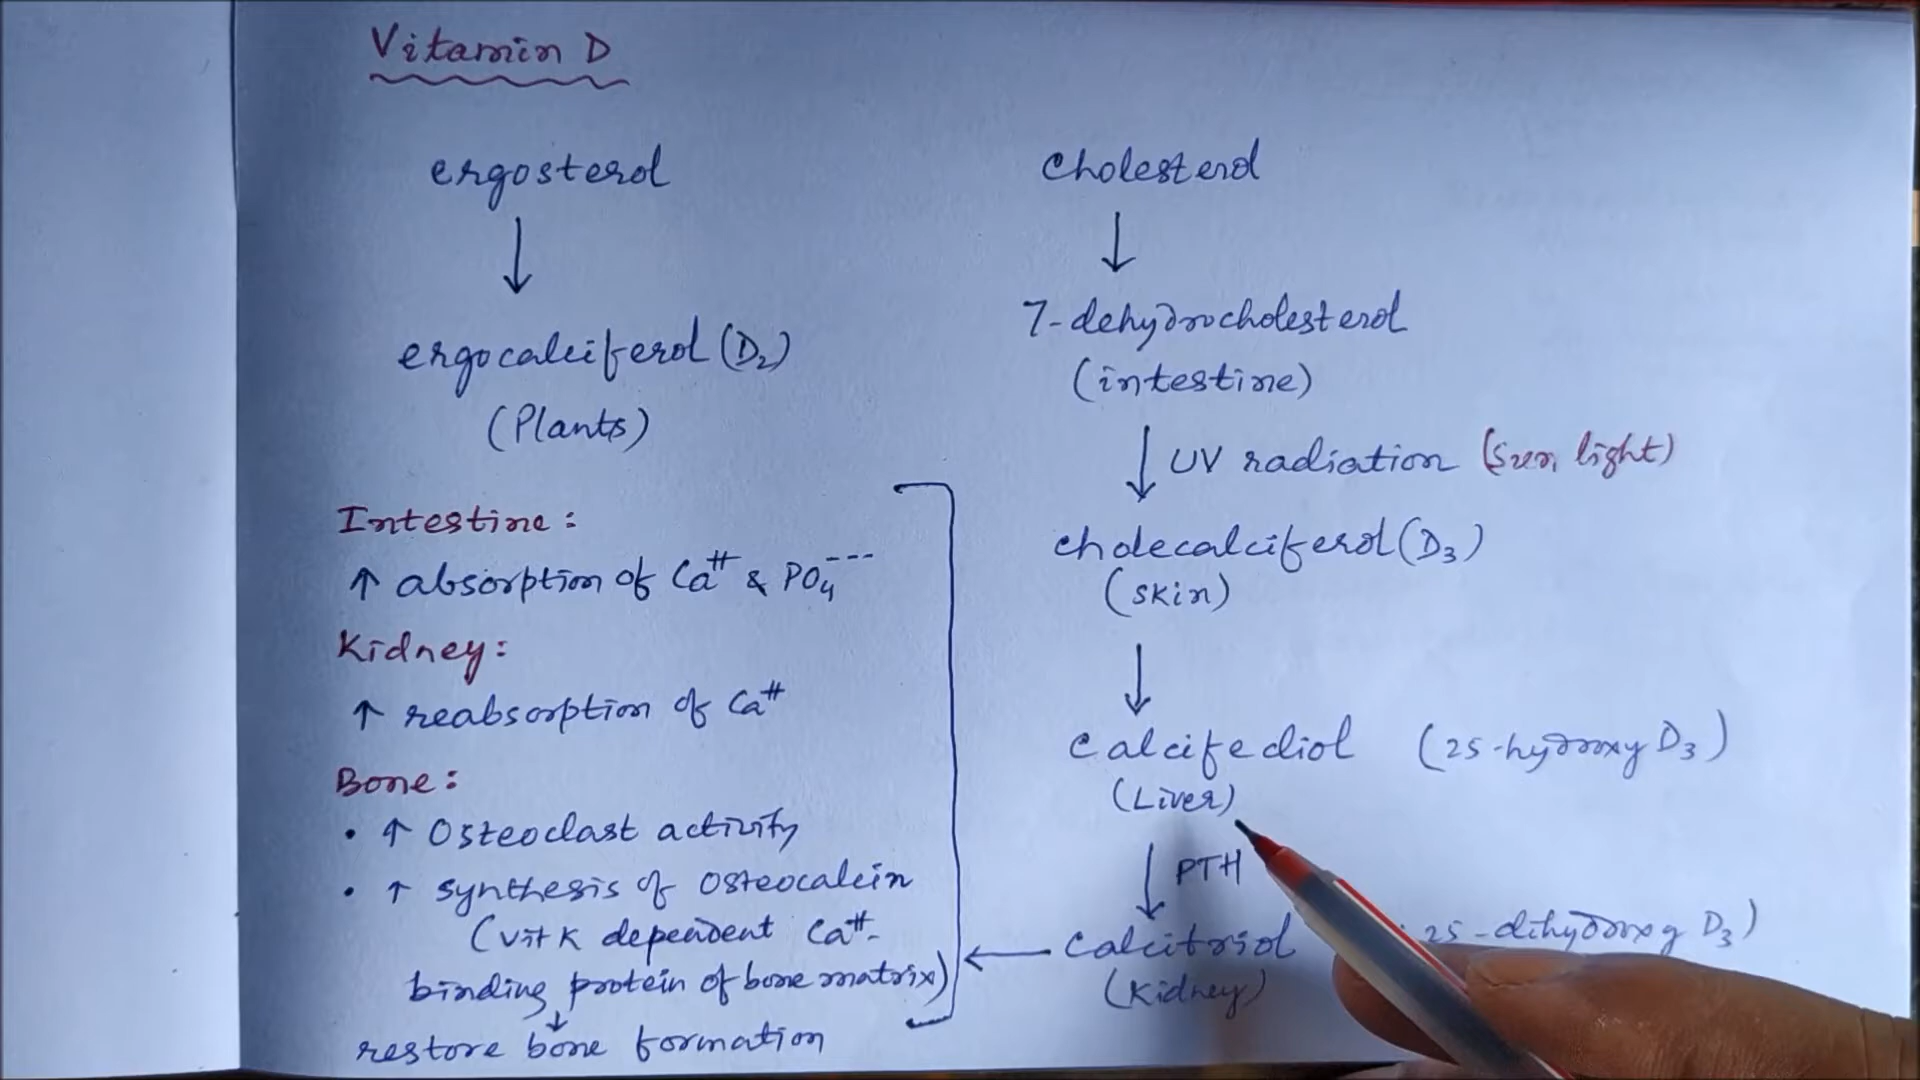 Vitamin D
ergosterol
ergocalciferol (D₂)
(Plants)
Intestine:
↑ absorption of Ca⁺⁺ & PO₄⁻⁻⁻
Kidney:
↑ reabsorption of Ca⁺⁺
Bone:
• ↑ Osteoclast activity
• ↑ synthesis of Osteocalcin
(vit K dependent Ca⁺⁺-
binding protein of bone matrix)
↓
restore bone formation
Cholesterol
↓
7-dehydrocholesterol
(intestine)
↓ UV radiation (Sun light)
cholecalciferol (D₃)
(skin)
↓
Calcifediol (25-hydroxy D₃)
(Liver)
↓ PTH
← Calcitriol 25-dihydroxy D₃)
(Kidney)